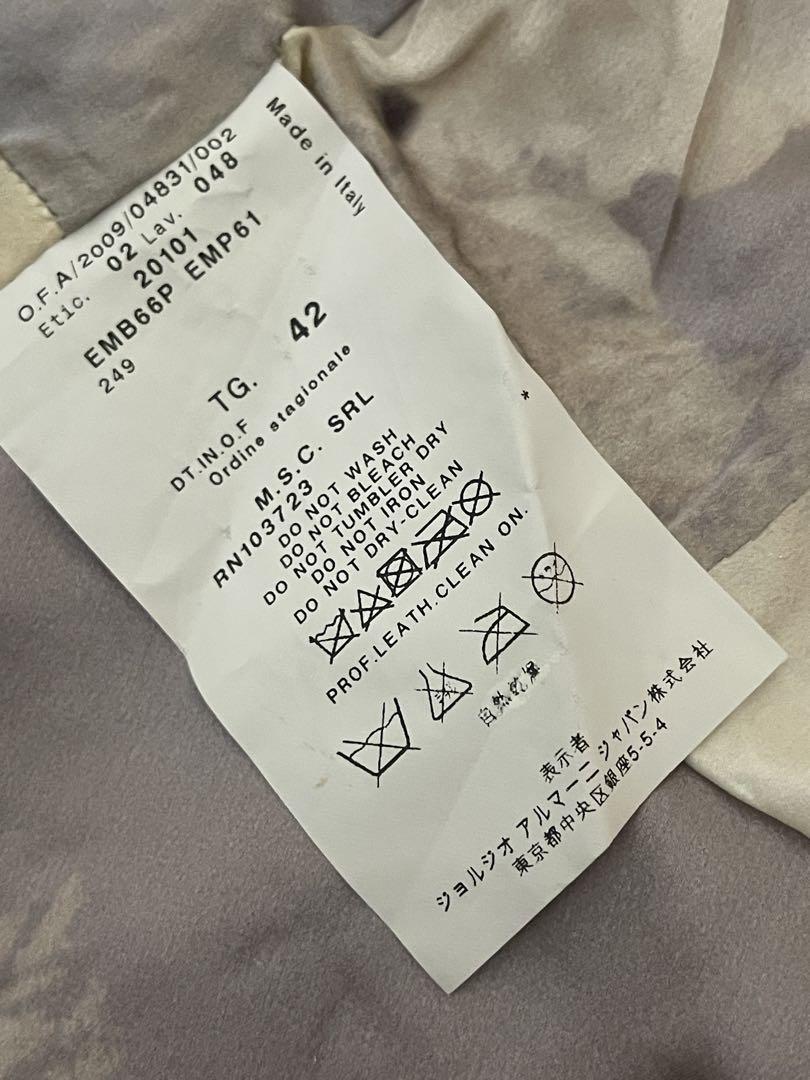 Made in Italy
O.F.A/2009/04831/002
Etic. 02 Lav. 048
20101
EMB66P EMP61
249
TG. 42
DT.IN.O.F
Ordine stagionale
M.S.C. SRL
RN103723
DO NOT WASH
DO NOT BLEACH
DO NOT TUMBLER DRY
DO NOT IRON
DO NOT DRY-CLEAN
PROF.LEATH.CLEAN ON.
自然乾燥
表示者
ジョルジオ アルマーニ ジャパン株式会社
東京都中央区銀座5-5-4